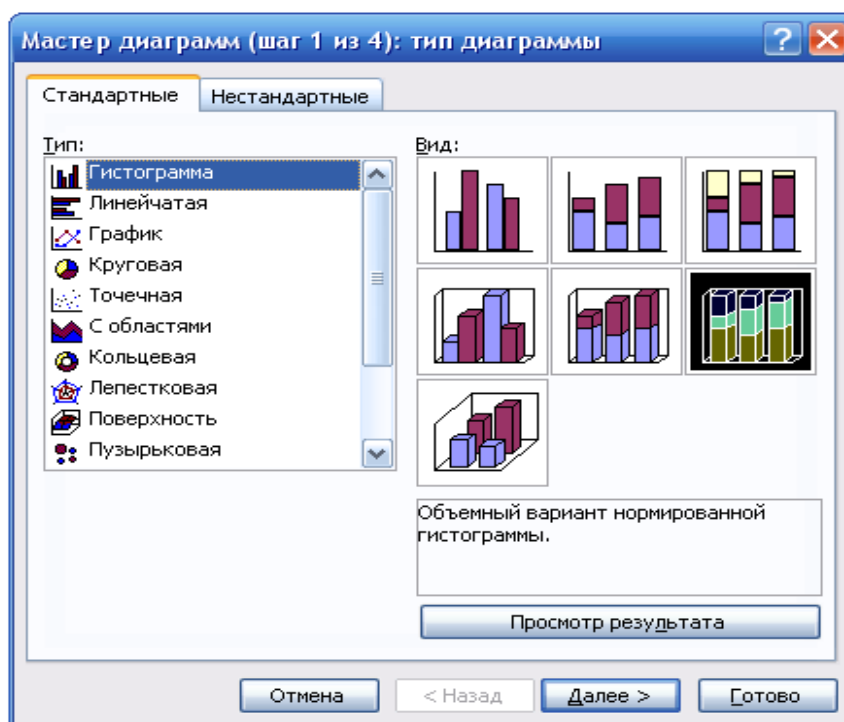 Мастер диаграмм (шаг 1 из 4): тип диаграммы
Стандартные
Нестандартные
Тип:
Гистограмма
Линейчатая
График
Круговая
Точечная
С областями
Кольцевая
Лепестковая
Поверхность
Пузырьковая
Вид:
Объемный вариант нормированной
гистограммы.
Просмотр результата
Отмена
< Назад
Далее >
Готово